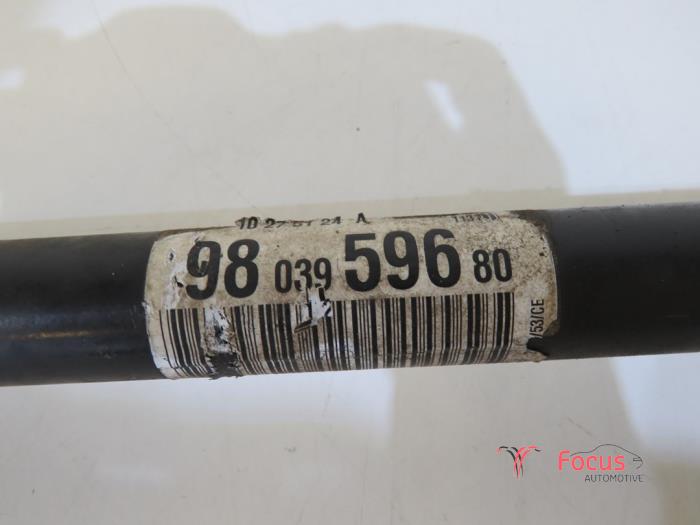 98 039 596 80
/53/CE
Focus
AUTOMOTIVE